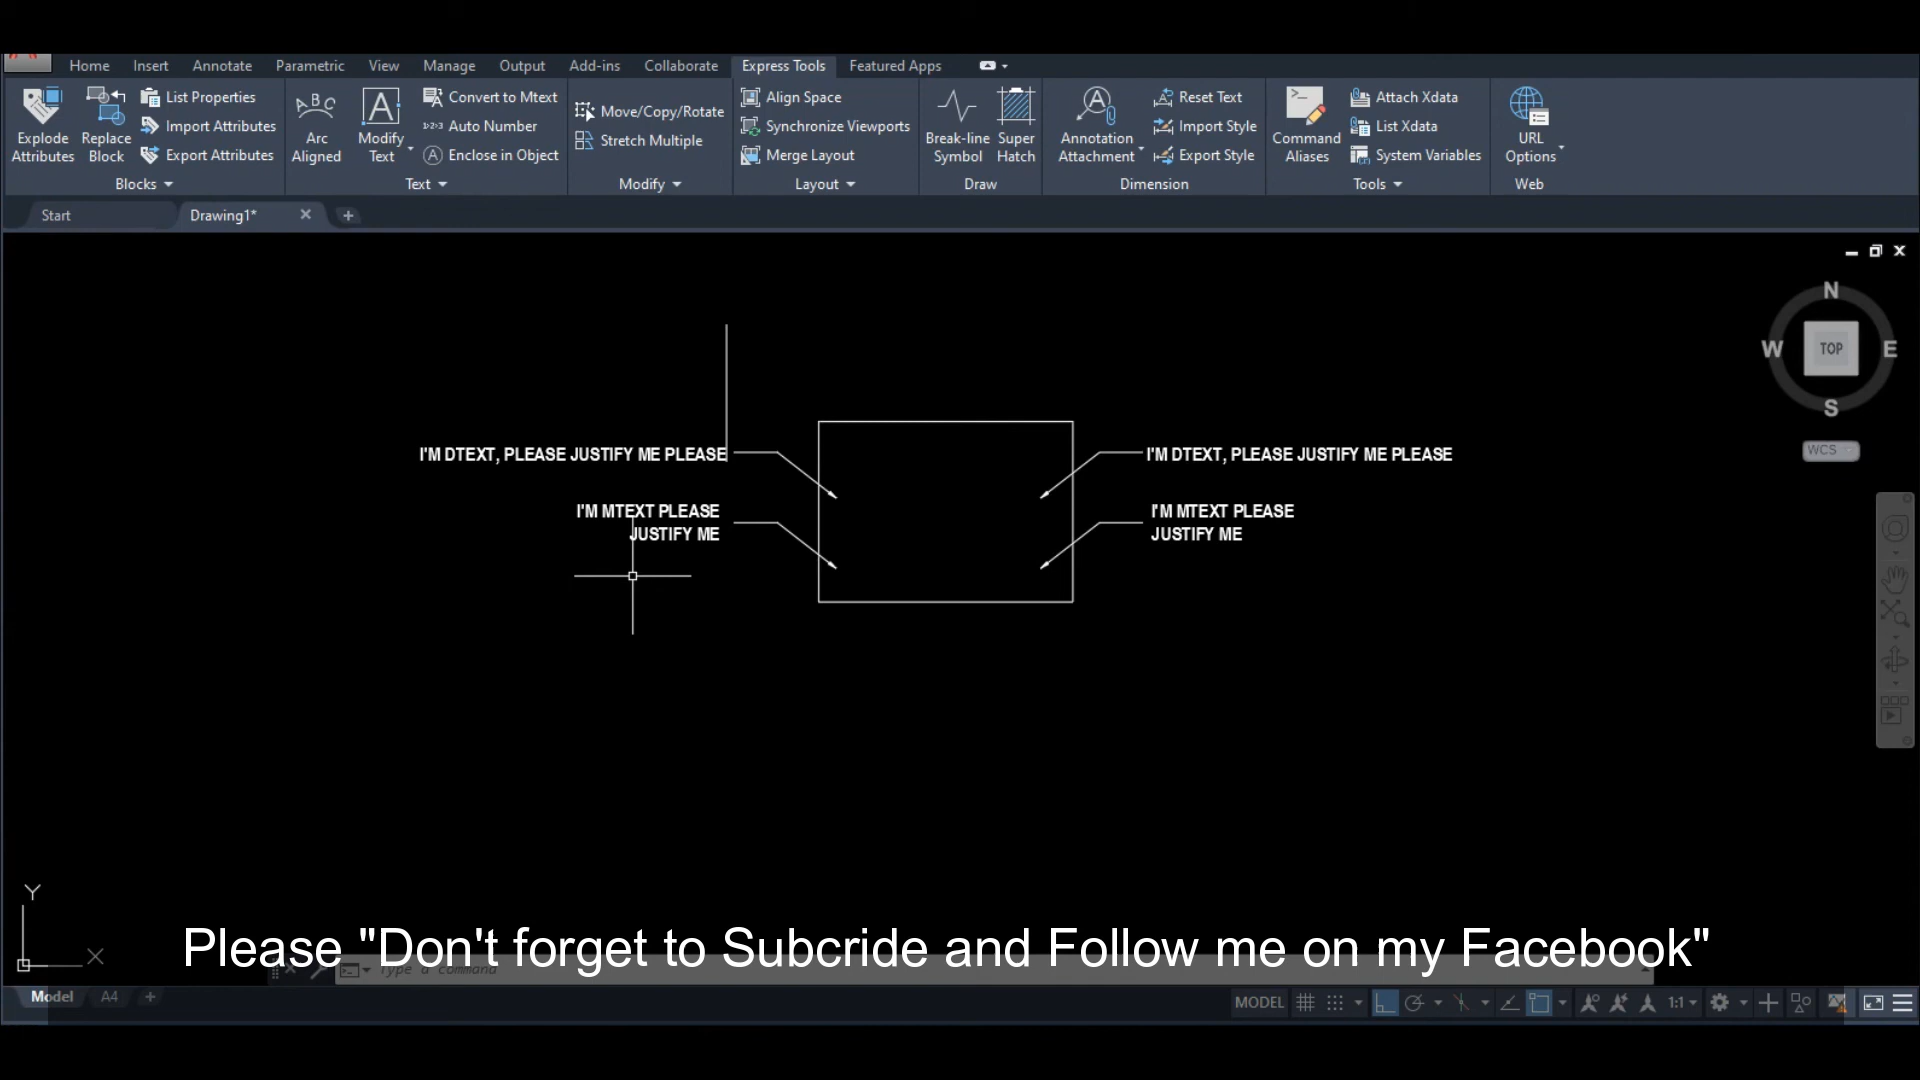 Home Insert Annotate Parametric View Manage Output Add-ins Collaborate Express Tools Featured Apps
Explode Attributes
Replace Block
List Properties
Import Attributes
Export Attributes
Blocks
ABC
Arc Aligned
A
Modify Text
Convert to Mtext
Auto Number
Enclose in Object
Text
Move/Copy/Rotate
Stretch Multiple
Modify
Align Space
Synchronize Viewports
Merge Layout
Layout
Break-line Symbol
Super Hatch
Draw
Annotation Attachment
Reset Text
Import Style
Export Style
Dimension
Command Aliases
Attach Xdata
List Xdata
System Variables
Tools
URL Options
Web
Start
Drawing1*
N
W TOP E
S
WCS
I'M DTEXT, PLEASE JUSTIFY ME PLEASE
I'M DTEXT, PLEASE JUSTIFY ME PLEASE
I'M MTEXT PLEASE
JUSTIFY ME
I'M MTEXT PLEASE
JUSTIFY ME
Y
X
Please "Don't forget to Subcride and Follow me on my Facebook"
Type a command
Model A4
MODEL 1:1